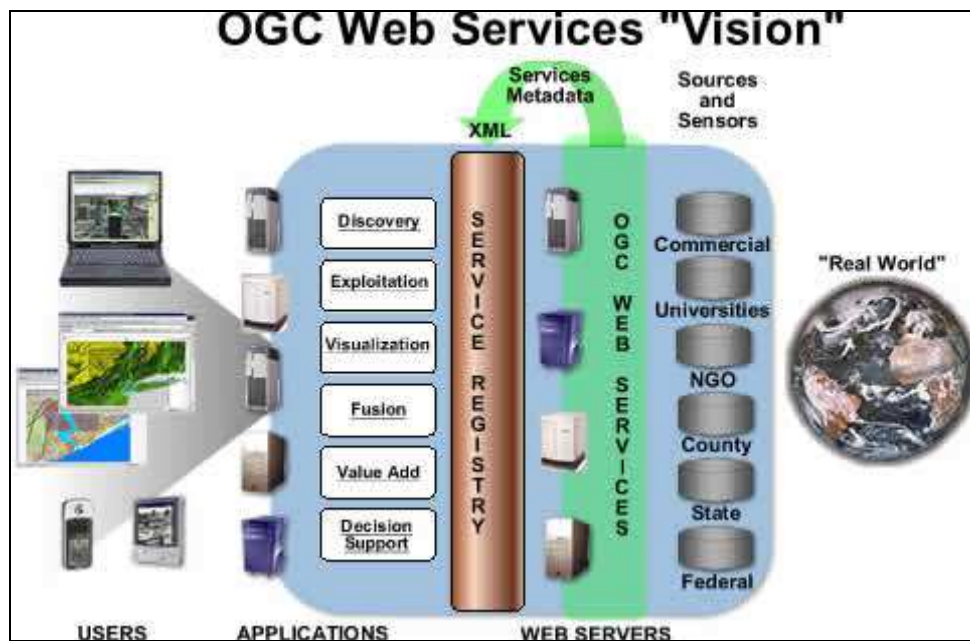 OGC Web Services "Vision"
Services
Metadata
Sources
and
Sensors
XML
Discovery
Exploitation
Visualization
Fusion
Value Add
Decision
Support
SERVICE REGISTRY
OGC WEB SERVICES
Commercial
Universities
NGO
County
State
Federal
"Real World"
USERS
APPLICATIONS
WEB SERVERS